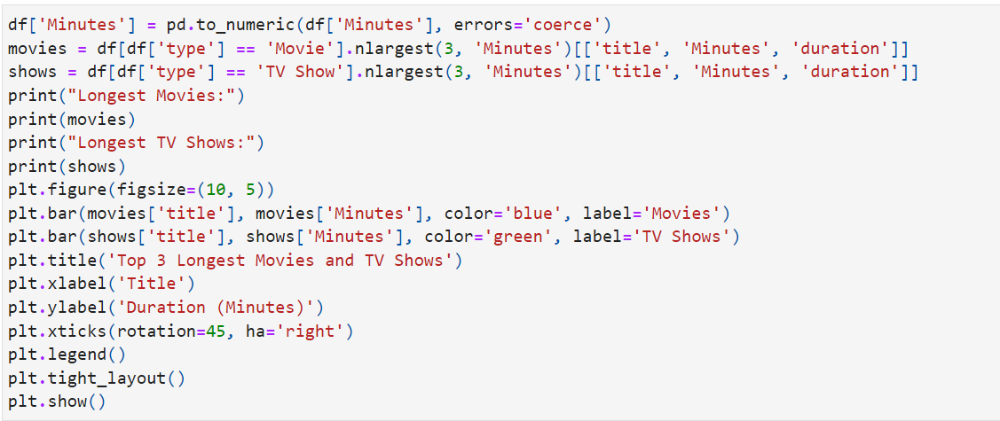 df['Minutes'] = pd.to_numeric(df['Minutes'], errors='coerce')
movies = df[df['type'] == 'Movie'].nlargest(3, 'Minutes')[['title', 'Minutes', 'duration']]
shows = df[df['type'] == 'TV Show'].nlargest(3, 'Minutes')[['title', 'Minutes', 'duration']]
print("Longest Movies:")
print(movies)
print("Longest TV Shows:")
print(shows)
plt.figure(figsize=(10, 5))
plt.bar(movies['title'], movies['Minutes'], color='blue', label='Movies')
plt.bar(shows['title'], shows['Minutes'], color='green', label='TV Shows')
plt.title('Top 3 Longest Movies and TV Shows')
plt.xlabel('Title')
plt.ylabel('Duration (Minutes)')
plt.xticks(rotation=45, ha='right')
plt.legend()
plt.tight_layout()
plt.show()